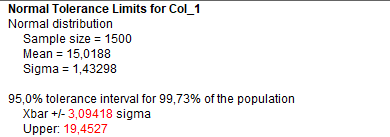 Normal Tolerance Limits for Col_1
Normal distribution
Sample size = 1500
Mean = 15,0188
Sigma = 1,43298
95,0% tolerance interval for 99,73% of the population
Xbar +/- 3,09418 sigma
Upper: 19,4527